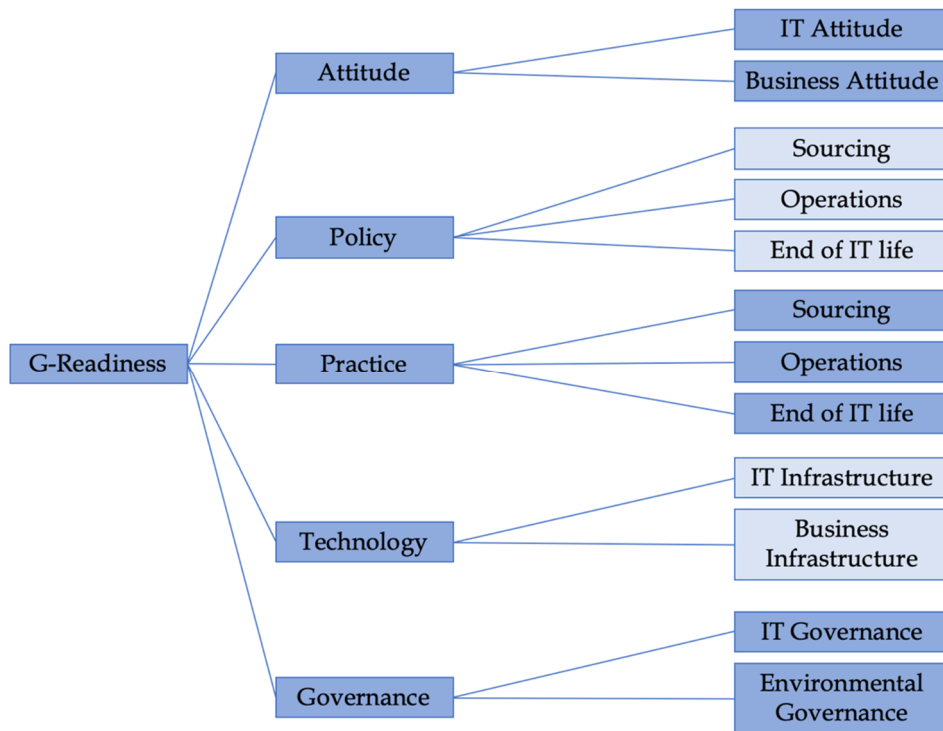 G-Readiness
Attitude
IT Attitude
Business Attitude
Policy
Sourcing
Operations
End of IT life
Practice
Sourcing
Operations
End of IT life
Technology
IT Infrastructure
Business
Infrastructure
Governance
IT Governance
Environmental
Governance